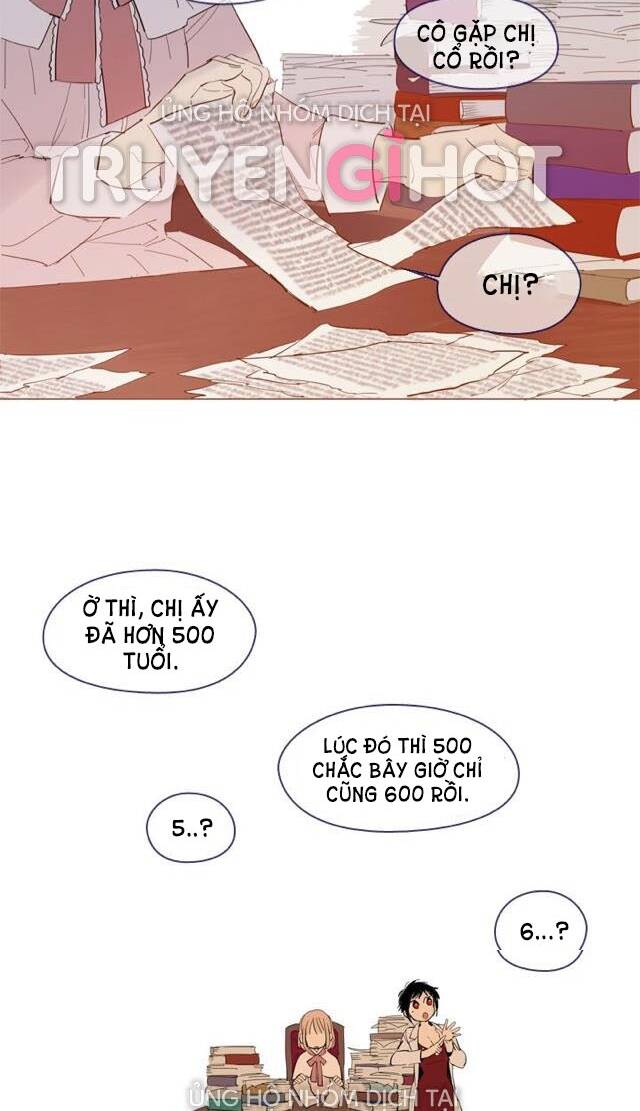 CÔ GẶP CHỊ
CỔ RỒI?
ỦNG HỘ NHÓM DỊCH TẠI
TRUYENGIHOT
CHỊ?
Ờ THÌ, CHỊ ẤY
ĐÃ HƠN 500
TUỔI.
LÚC ĐÓ THÌ 500
CHẮC BÂY GIỜ CHỈ
CŨNG 600 RỒI.
5..?
6...?
ỦNG HỘ NHÓM DỊCH TẠI